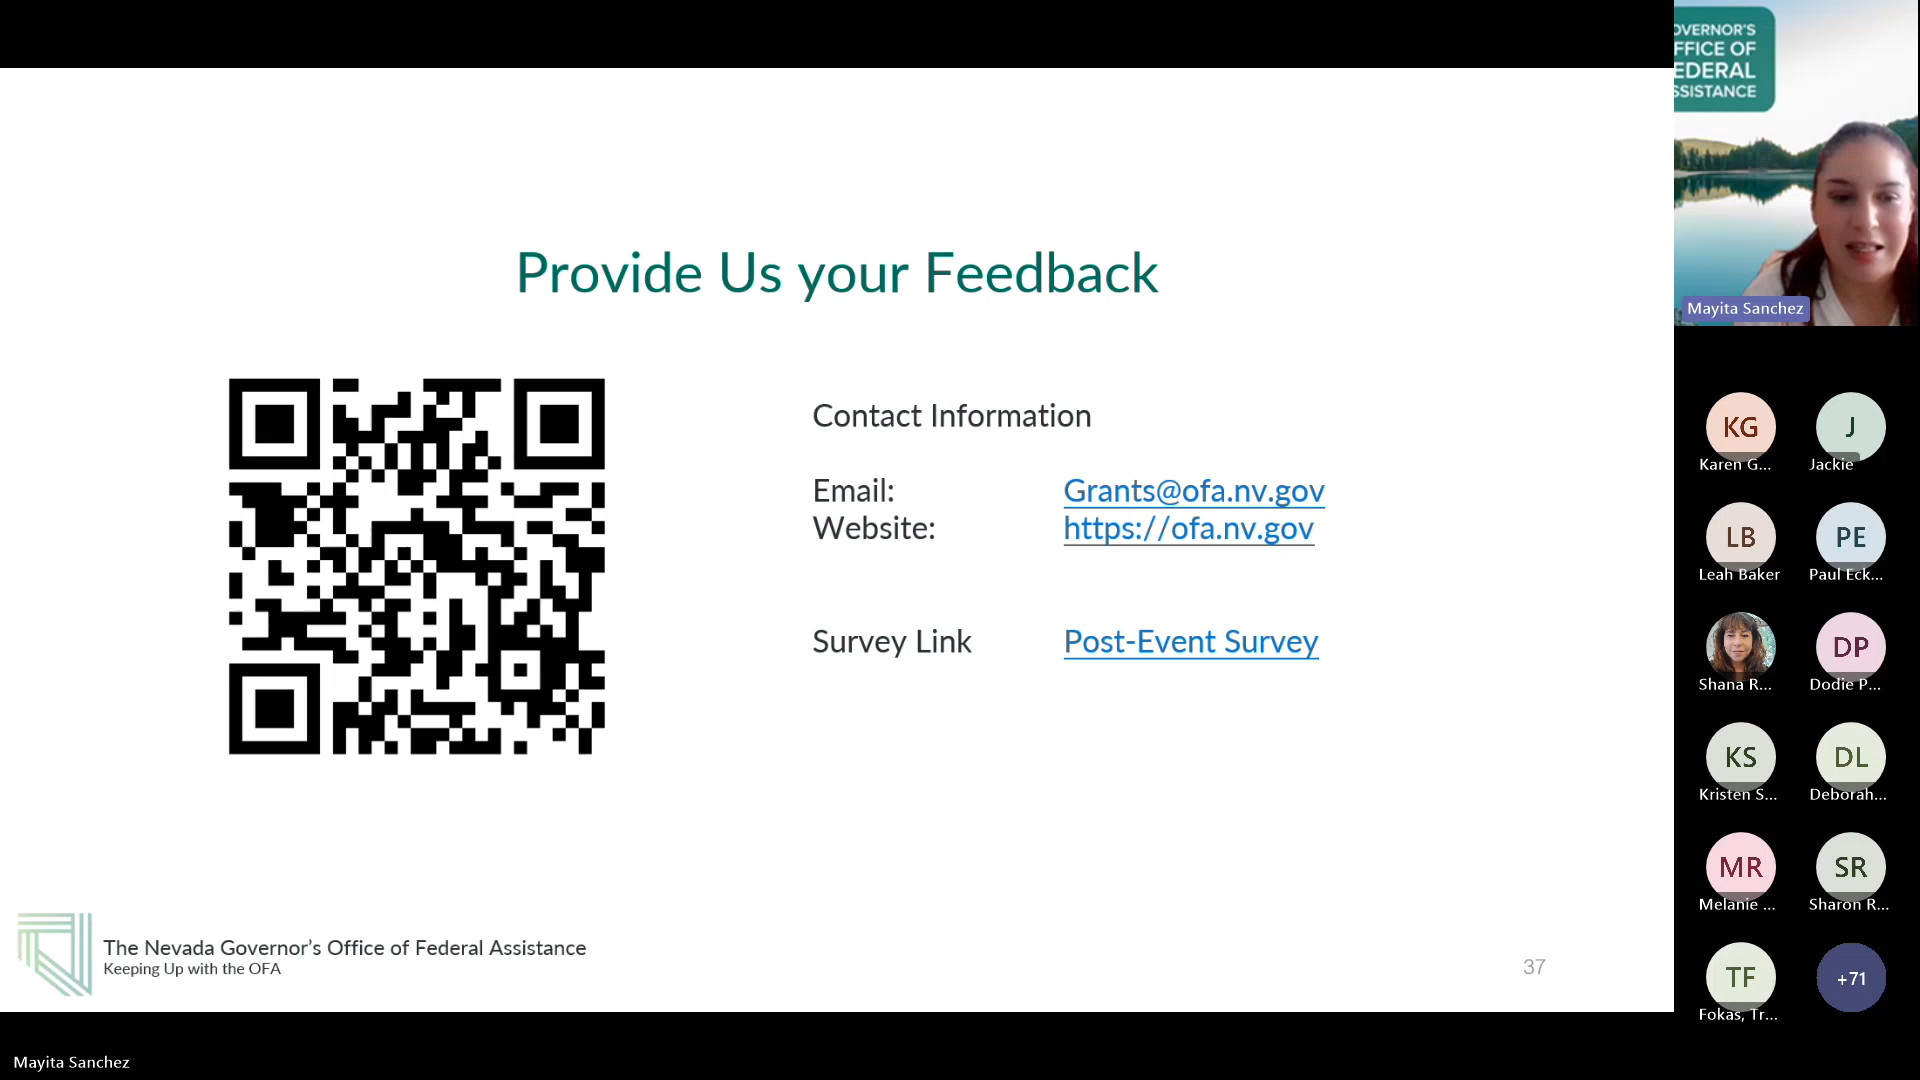 Provide Us your Feedback
Contact Information
Email: Grants@ofa.nv.gov
Website: https://ofa.nv.gov
Survey Link Post-Event Survey
The Nevada Governor's Office of Federal Assistance
Keeping Up with the OFA
37
Mayita Sanchez
OVERNOR'S
FFICE OF
EDERAL
SSISTANCE
Mayita Sanchez
KG
Karen G...
J
Jackie
LB
Leah Baker
PE
Paul Eck...
Shana R...
DP
Dodie P...
KS
Kristen S...
DL
Deborah...
MR
Melanie ...
SR
Sharon R...
TF
Fokas, Tr...
+71